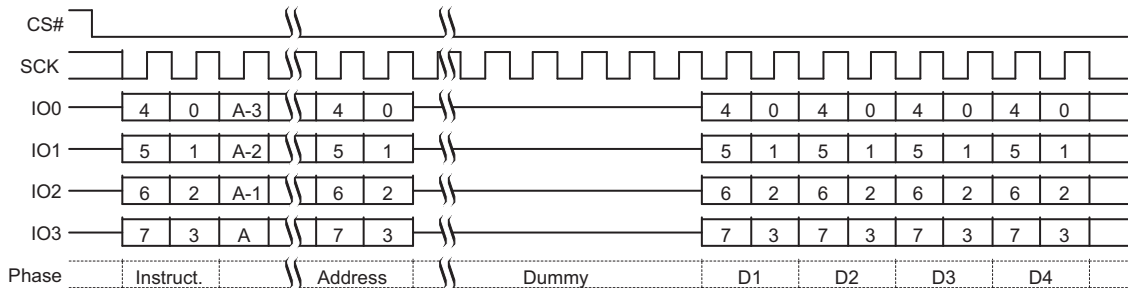 CS#
SCK
IO0 4 0 A-3 4 0 4 0 4 0 4 0 4 0
IO1 5 1 A-2 5 1 5 1 5 1 5 1 5 1
IO2 6 2 A-1 6 2 6 2 6 2 6 2 6 2
IO3 7 3 A 7 3 7 3 7 3 7 3 7 3
Phase Instruct. Address Dummy D1 D2 D3 D4